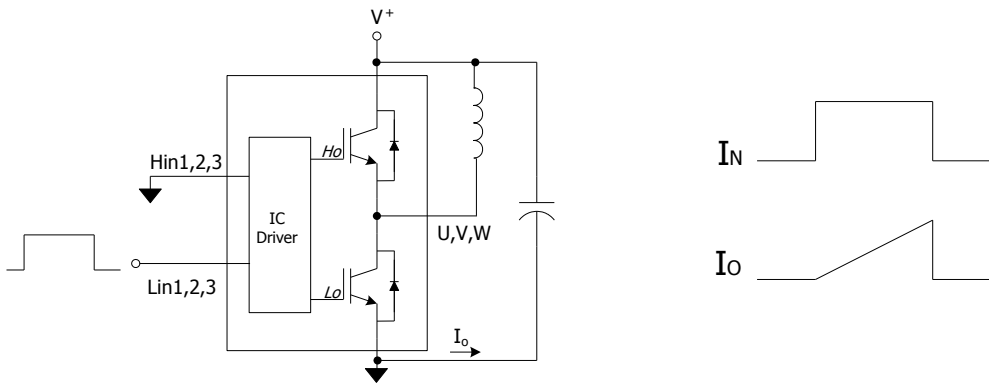 V+
Hin1,2,3
Ho
IC
Driver
U,V,W
Lin1,2,3
Lo
Io
IN
IO